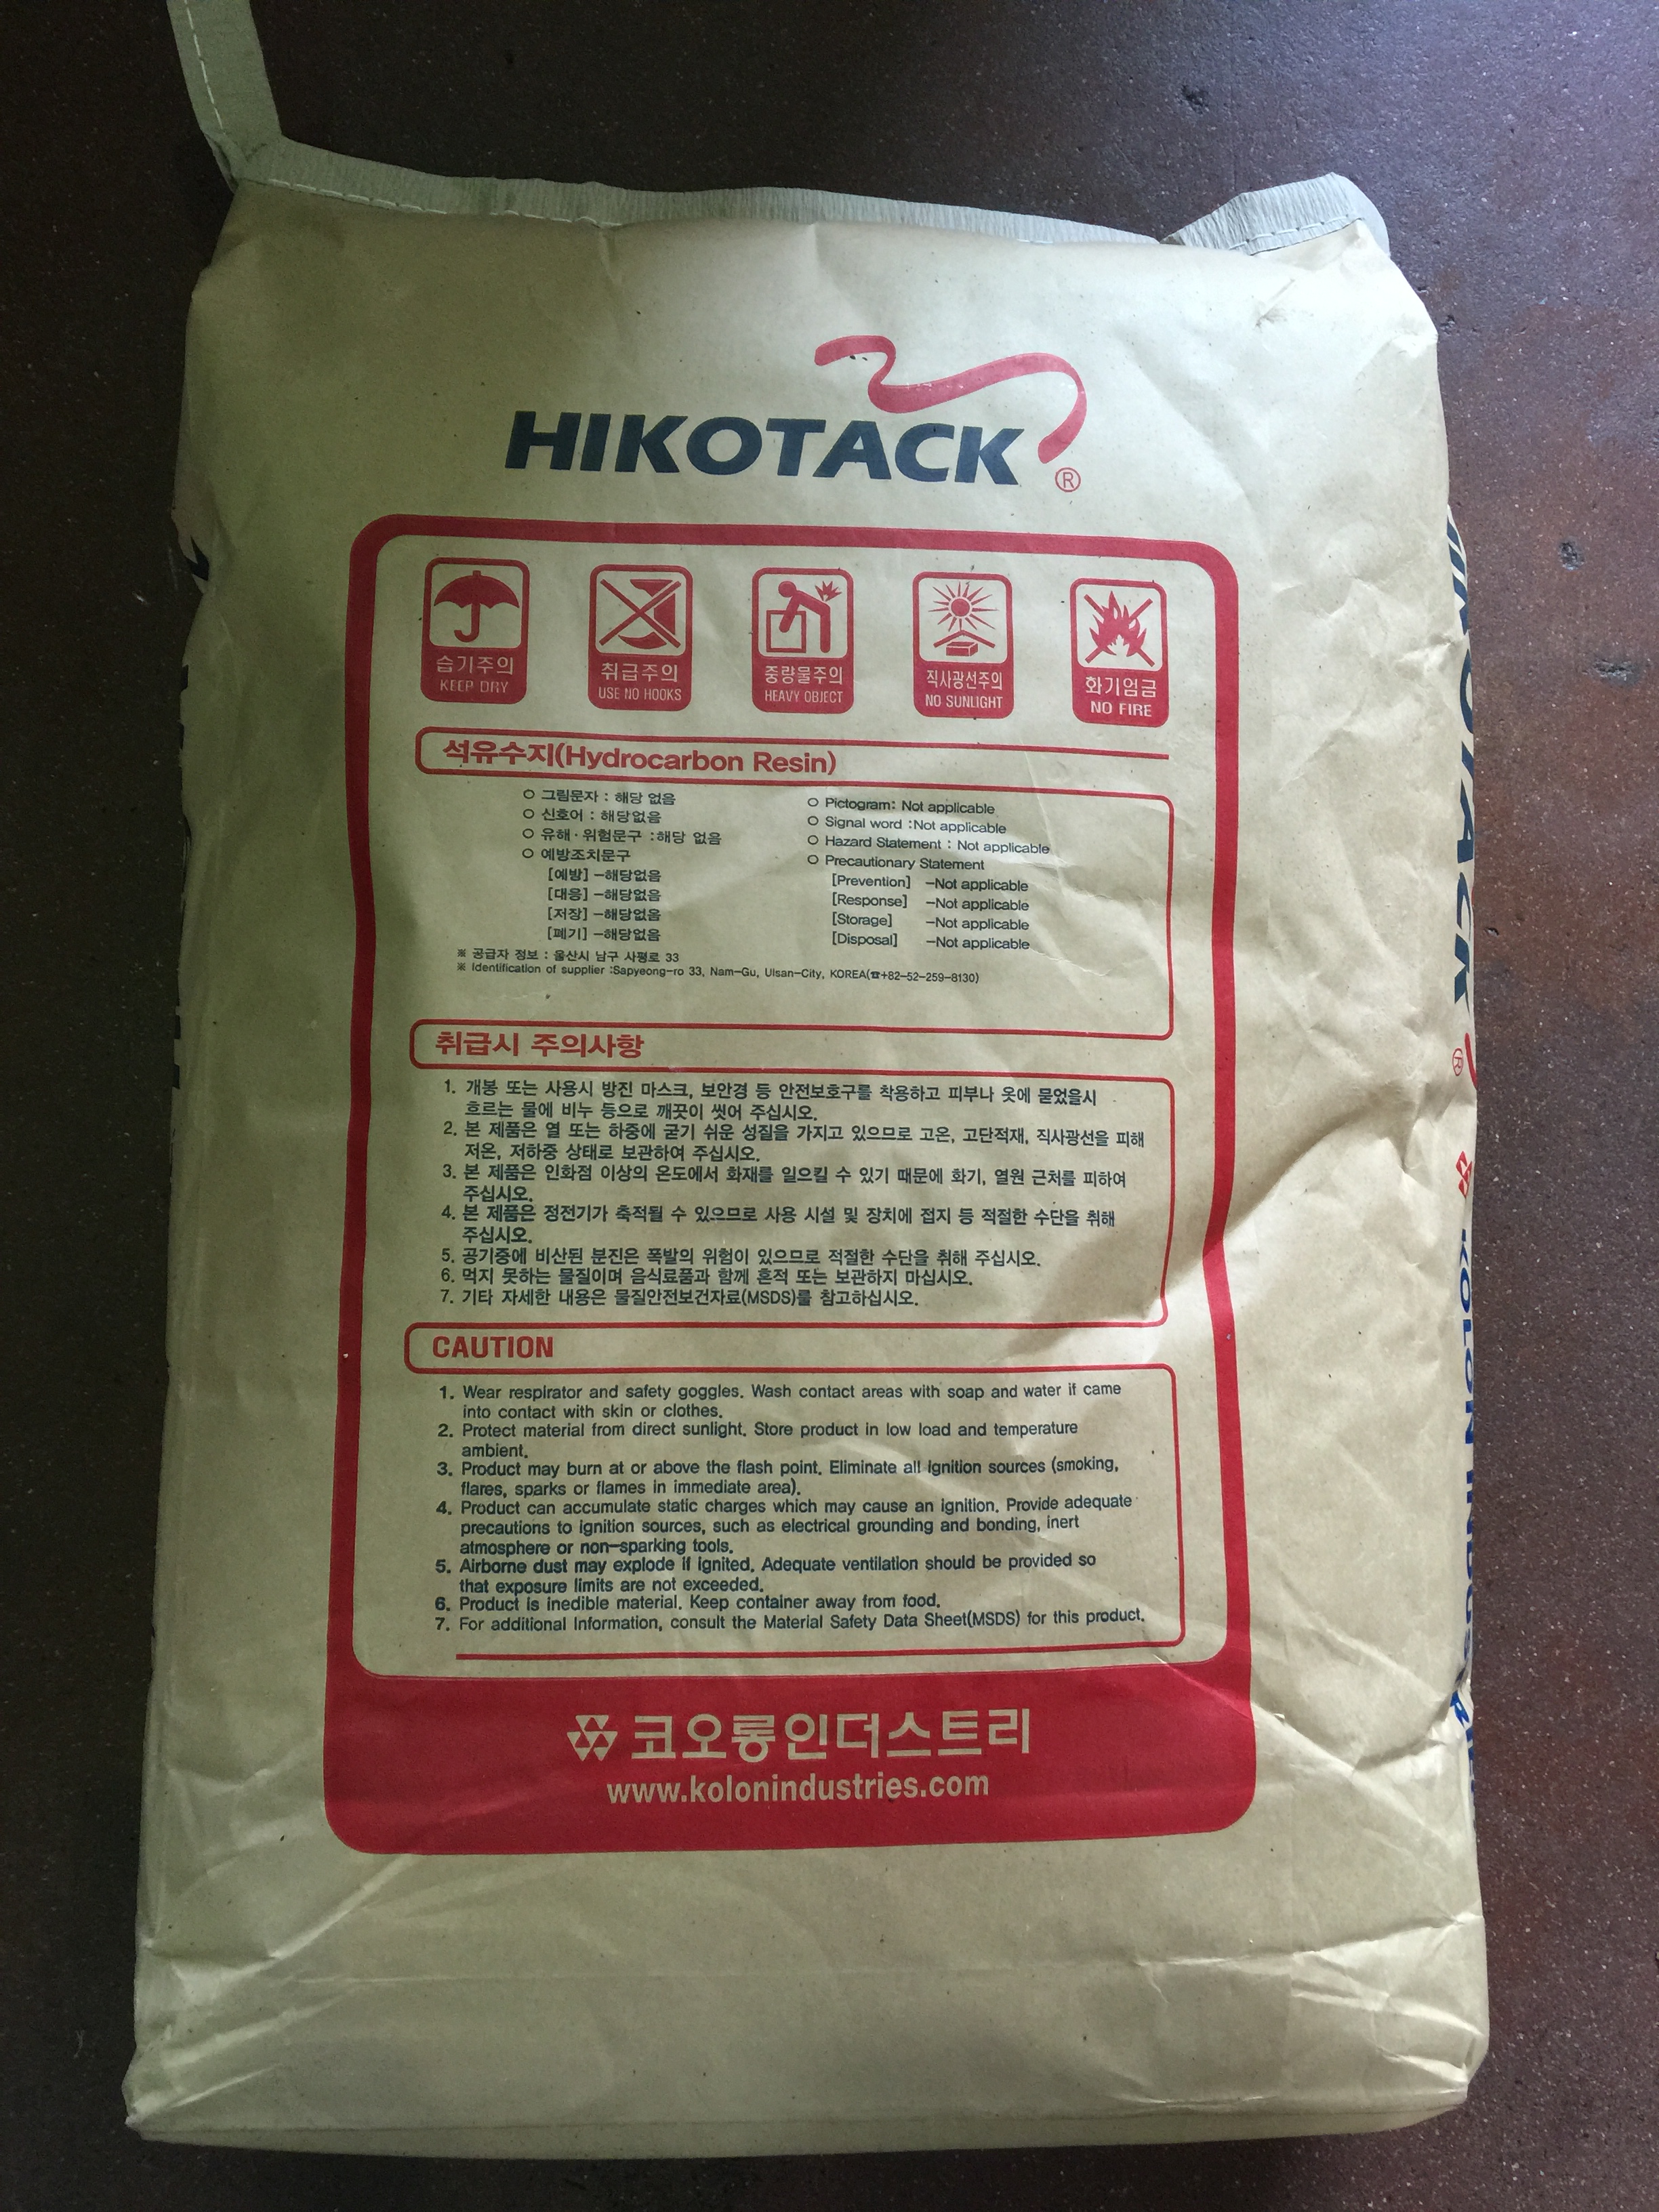 HIKOTACK
®
습기주의
KEEP DRY
취급주의
USE NO HOOKS
중량물주의
HEAVY OBJECT
직사광선주의
NO SUNLIGHT
화기엄금
NO FIRE
석유수지(Hydrocarbon Resin)
○ 그림문자 : 해당 없음
○ 신호어 : 해당없음
○ 유해·위험문구 :해당 없음
○ 예방조치문구
[예방] -해당없음
[대응] -해당없음
[저장] -해당없음
[폐기] -해당없음
○ Pictogram: Not applicable
○ Signal word :Not applicable
○ Hazard Statement : Not applicable
○ Precautionary Statement
[Prevention] -Not applicable
[Response] -Not applicable
[Storage] -Not applicable
[Disposal] -Not applicable
※ 공급자 정보 : 울산시 남구 사평로 33
※ Identification of supplier :Sapyeong-ro 33, Nam-Gu, Ulsan-City, KOREA(☎+82-52-259-8130)
취급시 주의사항
1. 개봉 또는 사용시 방진 마스크, 보안경 등 안전보호구를 착용하고 피부나 옷에 묻었을시
흐르는 물에 비누 등으로 깨끗이 씻어 주십시오.
2. 본 제품은 열 또는 하중에 굳기 쉬운 성질을 가지고 있으므로 고온, 고단적재, 직사광선을 피해
저온, 저하중 상태로 보관하여 주십시오.
3. 본 제품은 인화점 이상의 온도에서 화재를 일으킬 수 있기 때문에 화기, 열원 근처를 피하여
주십시오.
4. 본 제품은 정전기가 축적될 수 있으므로 사용 시설 및 장치에 접지 등 적절한 수단을 취해
주십시오.
5. 공기중에 비산된 분진은 폭발의 위험이 있으므로 적절한 수단을 취해 주십시오.
6. 먹지 못하는 물질이며 음식료품과 함께 혼적 또는 보관하지 마십시오.
7. 기타 자세한 내용은 물질안전보건자료(MSDS)를 참고하십시오.
CAUTION
1. Wear respirator and safety goggles. Wash contact areas with soap and water if came
into contact with skin or clothes.
2. Protect material from direct sunlight. Store product in low load and temperature
ambient.
3. Product may burn at or above the flash point. Eliminate all ignition sources (smoking,
flares, sparks or flames in immediate area).
4. Product can accumulate static charges which may cause an ignition. Provide adequate
precautions to ignition sources, such as electrical grounding and bonding, inert
atmosphere or non-sparking tools.
5. Airborne dust may explode if ignited. Adequate ventilation should be provided so
that exposure limits are not exceeded.
6. Product is inedible material. Keep container away from food.
7. For additional Information, consult the Material Safety Data Sheet(MSDS) for this product.
코오롱인더스트리
www.kolonindustries.com
HIKOTACK
®
KOLON